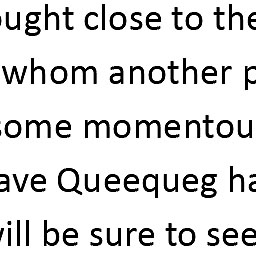 ought close to the
whom another p
some momentou
ave Queequeg ha
will be sure to see